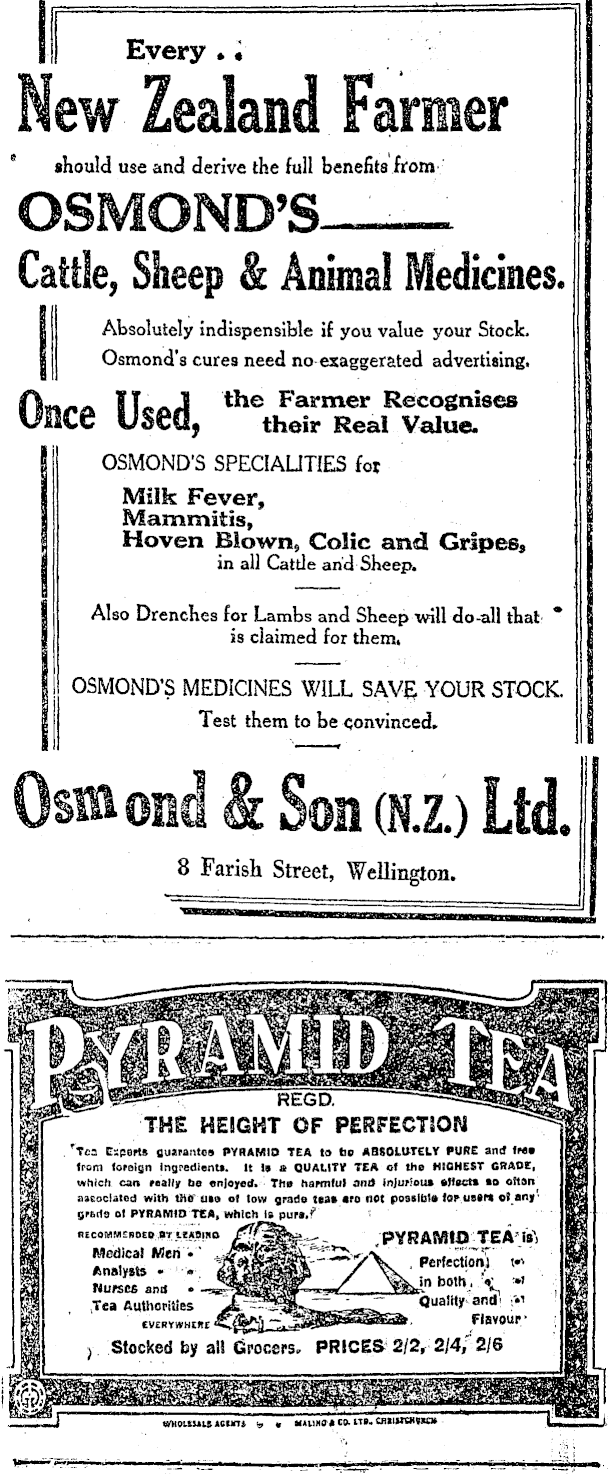 Every . .
New Zealand Farmer
should use and derive the full benefits from
OSMOND'S
Cattle, Sheep & Animal Medicines.
Absolutely indispensible if you value your Stock.
Osmond's cures need no exaggerated advertising.
Once Used, the Farmer Recognises
their Real Value.
OSMOND'S SPECIALITIES for
Milk Fever,
Mammitis,
Hoven Blown, Colic and Gripes,
in all Cattle and Sheep.
Also Drenches for Lambs and Sheep will do all that
is claimed for them.
OSMOND'S MEDICINES WILL SAVE YOUR STOCK.
Test them to be convinced.
Osmond & Son (N.Z.) Ltd.
8 Farish Street, Wellington.
PYRAMID TEA
REGD.
THE HEIGHT OF PERFECTION
"Tea Experts guarantee PYRAMID TEA to be ABSOLUTELY PURE and free
from foreign ingredients. It is a QUALITY TEA of the HIGHEST GRADE,
which can really be enjoyed. The harmful and injurious effects so often
associated with the use of low grade teas are not possible for users of any
grade of PYRAMID TEA, which is pure."
RECOMMENDED BY LEADING
Medical Men
Analysts
Nurses and
Tea Authorities
EVERYWHERE
PYRAMID TEA is
Perfection
in both
Quality and
Flavour
Stocked by all Grocers. PRICES 2/2, 2/4, 2/6
WHOLESALE AGENTS MALING & CO. LTD., CHRISTCHURCH